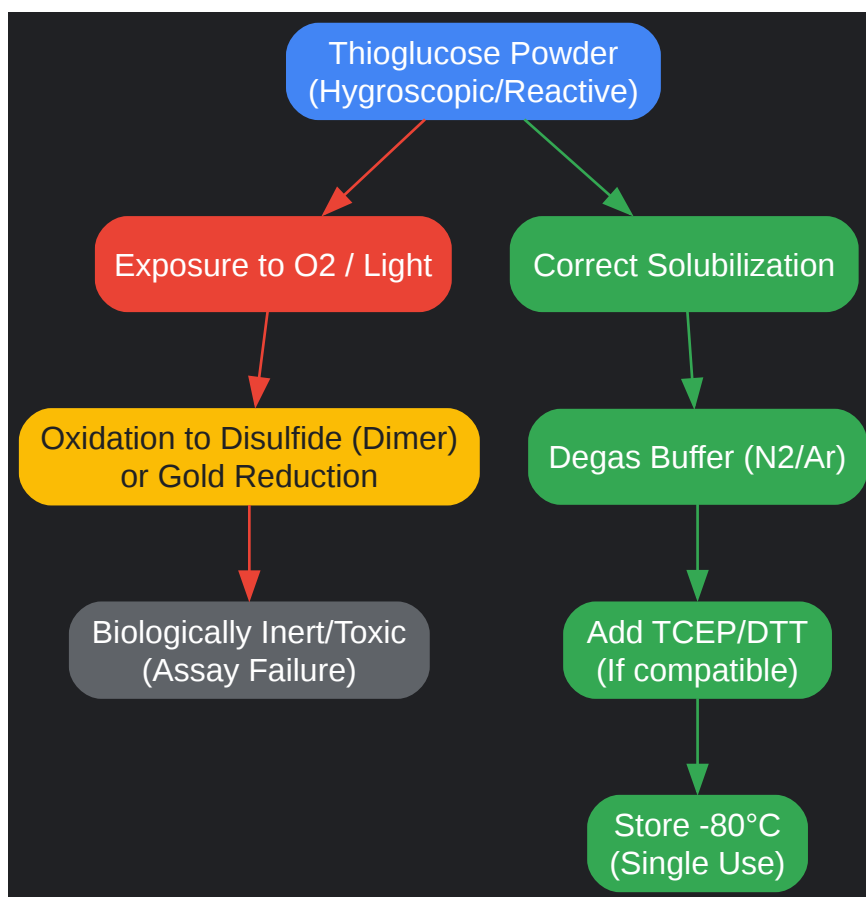 Thioglucose Powder
(Hygroscopic/Reactive)
Exposure to O2 / Light
Correct Solubilization
Oxidation to Disulfide (Dimer)
or Gold Reduction
Degas Buffer (N2/Ar)
Biologically Inert/Toxic
(Assay Failure)
Add TCEP/DTT
(If compatible)
Store -80°C
(Single Use)